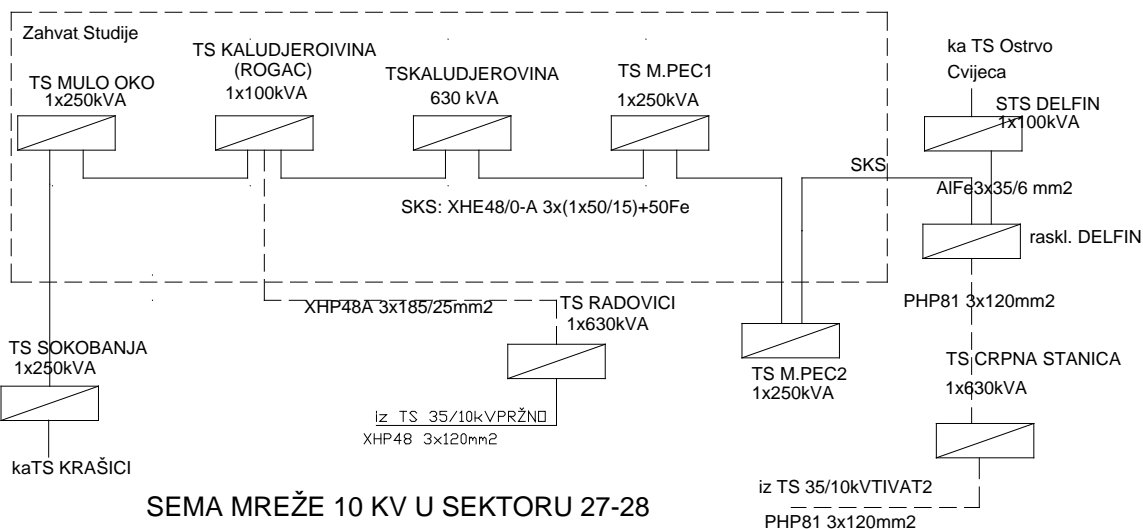 Zahvat Studije
TS MULO OKO
1x250kVA
TS KALUDJEROIVINA
(ROGAC)
1x100kVA
TSKALUDJEROVINA
630 kVA
TS M.PEC1
1x250kVA
ka TS Ostrvo
Cvijeca
STS DELFIN
1x100kVA
SKS
AlFe3x35/6 mm2
SKS: XHE48/0-A 3x(1x50/15)+50Fe
raskl. DELFIN
XHP48A 3x185/25mm2
TS RADOVICI
1x630kVA
PHP81 3x120mm2
TS SOKOBANJA
1x250kVA
TS M.PEC2
1x250kVA
TS CRPNA STANICA
1x630kVA
iz TS 35/10kVPRŽNO
XHP48 3x120mm2
kaTS KRAŠICI
iz TS 35/10kVTIVAT2
PHP81 3x120mm2
SEMA MREŽE 10 KV U SEKTORU 27-28